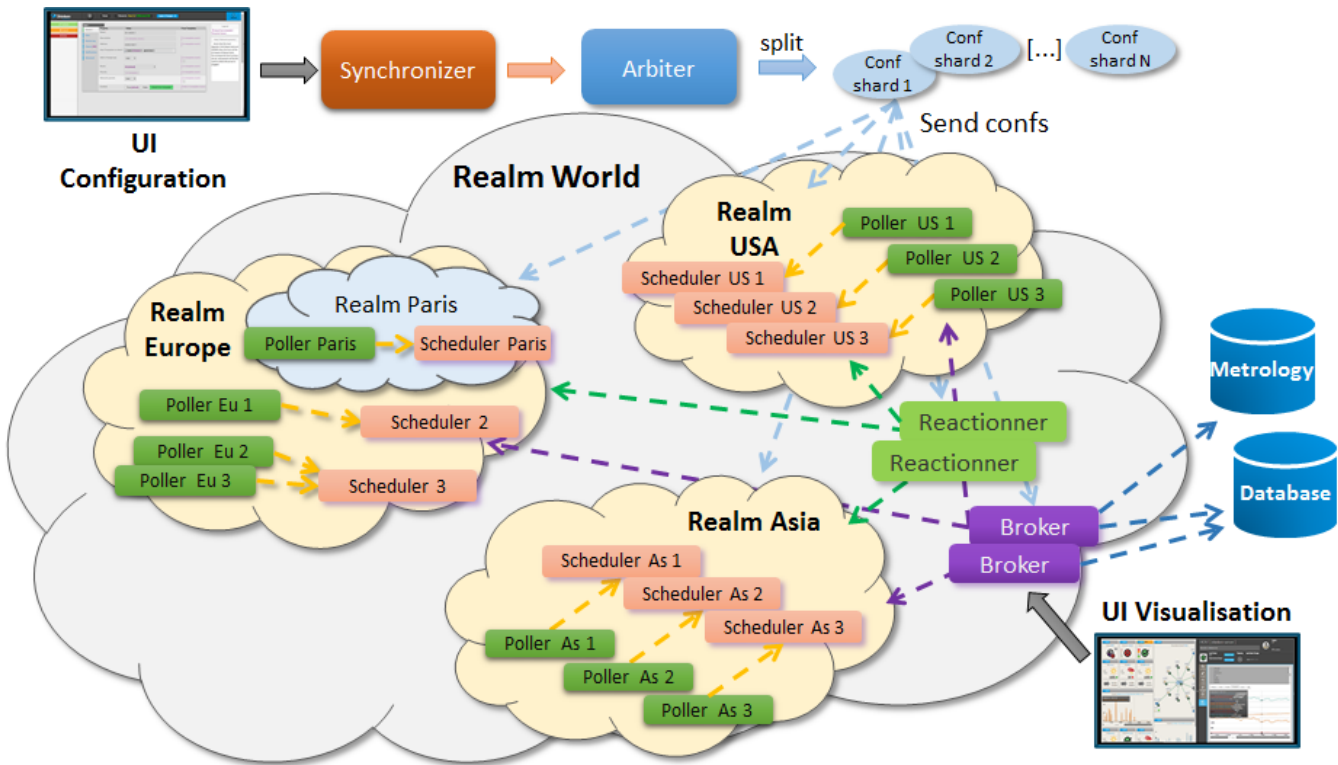 UI
Configuration
Synchronizer
Arbiter
split
Conf
shard 1
Conf
shard 2
[...]
Conf
shard N
Send confs
Realm World
Realm
USA
Poller US 1
Poller US 2
Poller US 3
Scheduler US 1
Scheduler US 2
Scheduler US 3
Realm
Europe
Realm Paris
Poller Paris
Scheduler Paris
Poller Eu 1
Scheduler 2
Poller Eu 2
Poller Eu 3
Scheduler 3
Reactionner
Reactionner
Metrology
Database
Realm Asia
Scheduler As 1
Scheduler As 2
Scheduler As 3
Poller As 1
Poller As 2
Poller As 3
Broker
Broker
UI Visualisation